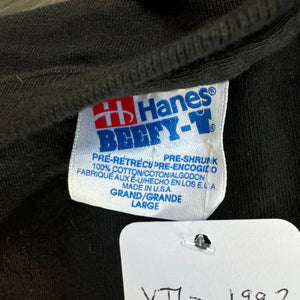 Hanes®
BEEFY-T®
PRÉ-RÉTRÉCI/PRE-SHRUNK
PRE-ENCOGIDO
100% COTTON/COTON/ALGODON
FABRIQUÉ AUX É-U/HECHO EN LOS E.U.A.
MADE IN U.S.A.
GRAND/GRANDE
LARGE